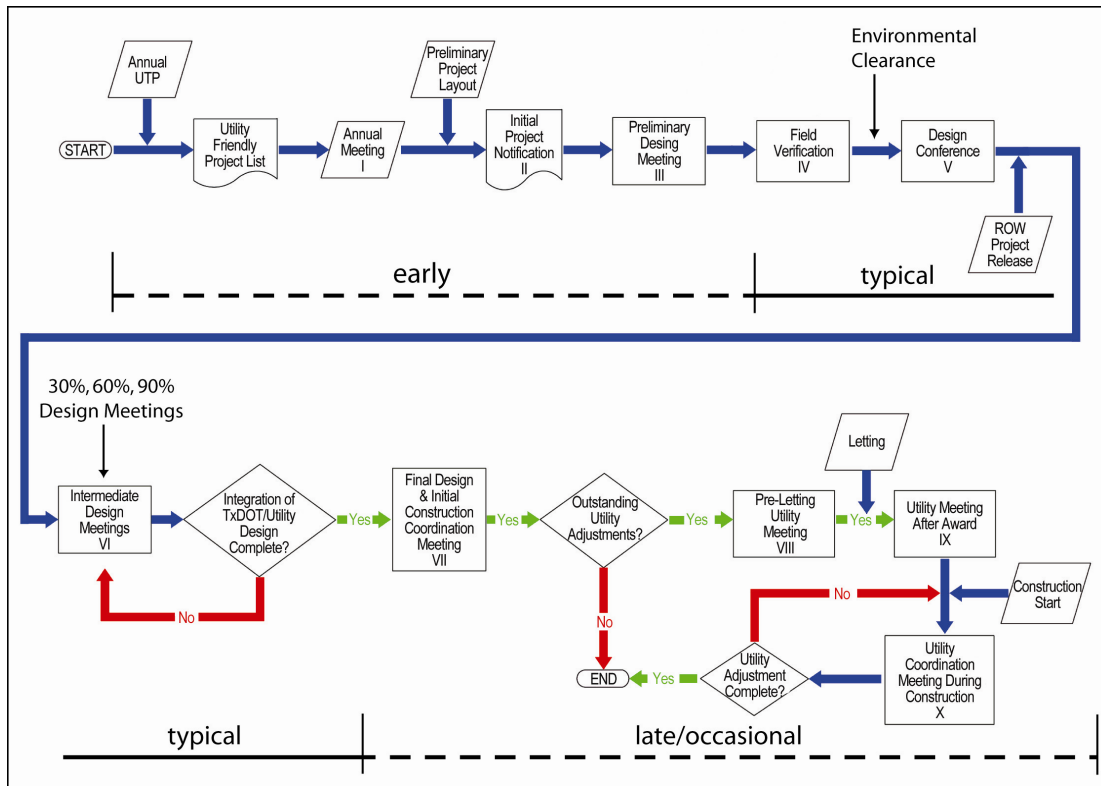 Annual
UTP
Preliminary
Project
Layout
Environmental
Clearance
START
Utility
Friendly
Project List
Annual
Meeting
I
Initial
Project
Notification
II
Preliminary
Desing
Meeting
III
Field
Verification
IV
Design
Conference
V
ROW
Project
Release
early
typical
30%, 60%, 90%
Design Meetings
Letting
Intermediate
Design
Meetings
VI
Integration of
TxDOT/Utility
Design
Complete?
Yes
Final Design
& Initial
Construction
Coordination
Meeting
VII
Yes
Outstanding
Utility
Adjustments?
Yes
Pre-Letting
Utility
Meeting
VIII
Yes
Utility Meeting
After Award
IX
No
No
No
Construction
Start
END
Yes
Utility
Adjustment
Complete?
Utility
Coordination
Meeting During
Construction
X
typical
late/occasional